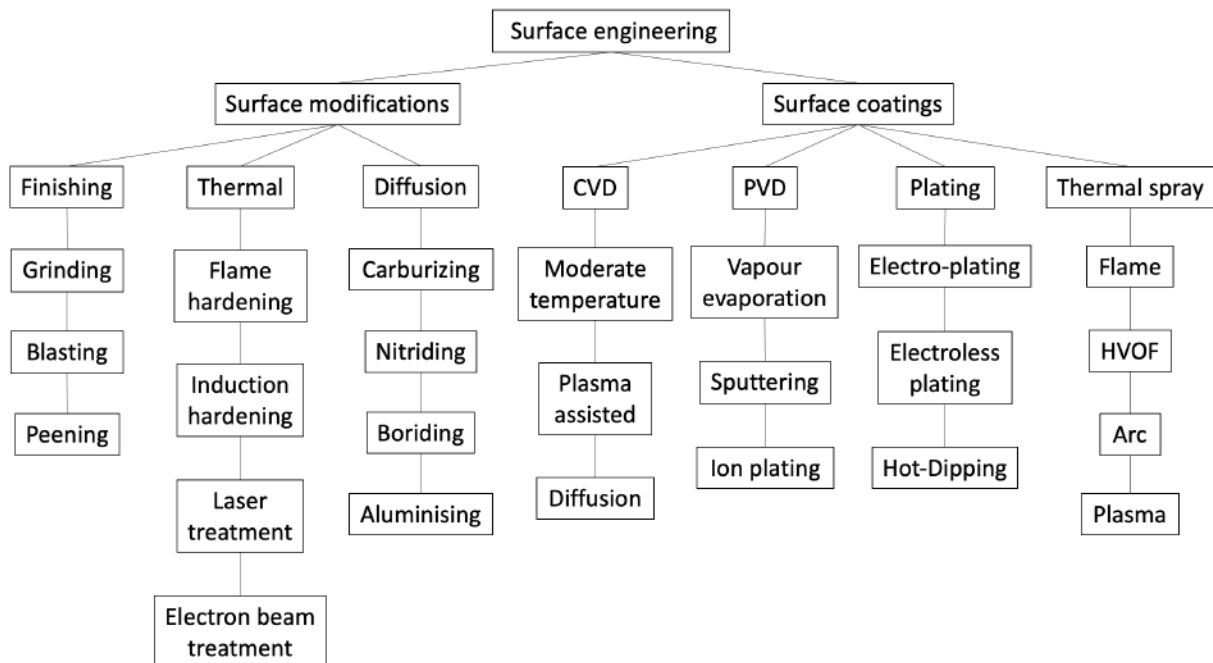 Surface engineering
Surface modifications
Surface coatings
Finishing
Thermal
Diffusion
CVD
PVD
Plating
Thermal spray
Grinding
Blasting
Peening
Flame
hardening
Induction
hardening
Laser
treatment
Electron beam
treatment
Carburizing
Nitriding
Boriding
Aluminising
Moderate
temperature
Plasma
assisted
Diffusion
Vapour
evaporation
Sputtering
Ion plating
Electro-plating
Electroless
plating
Hot-Dipping
Flame
HVOF
Arc
Plasma